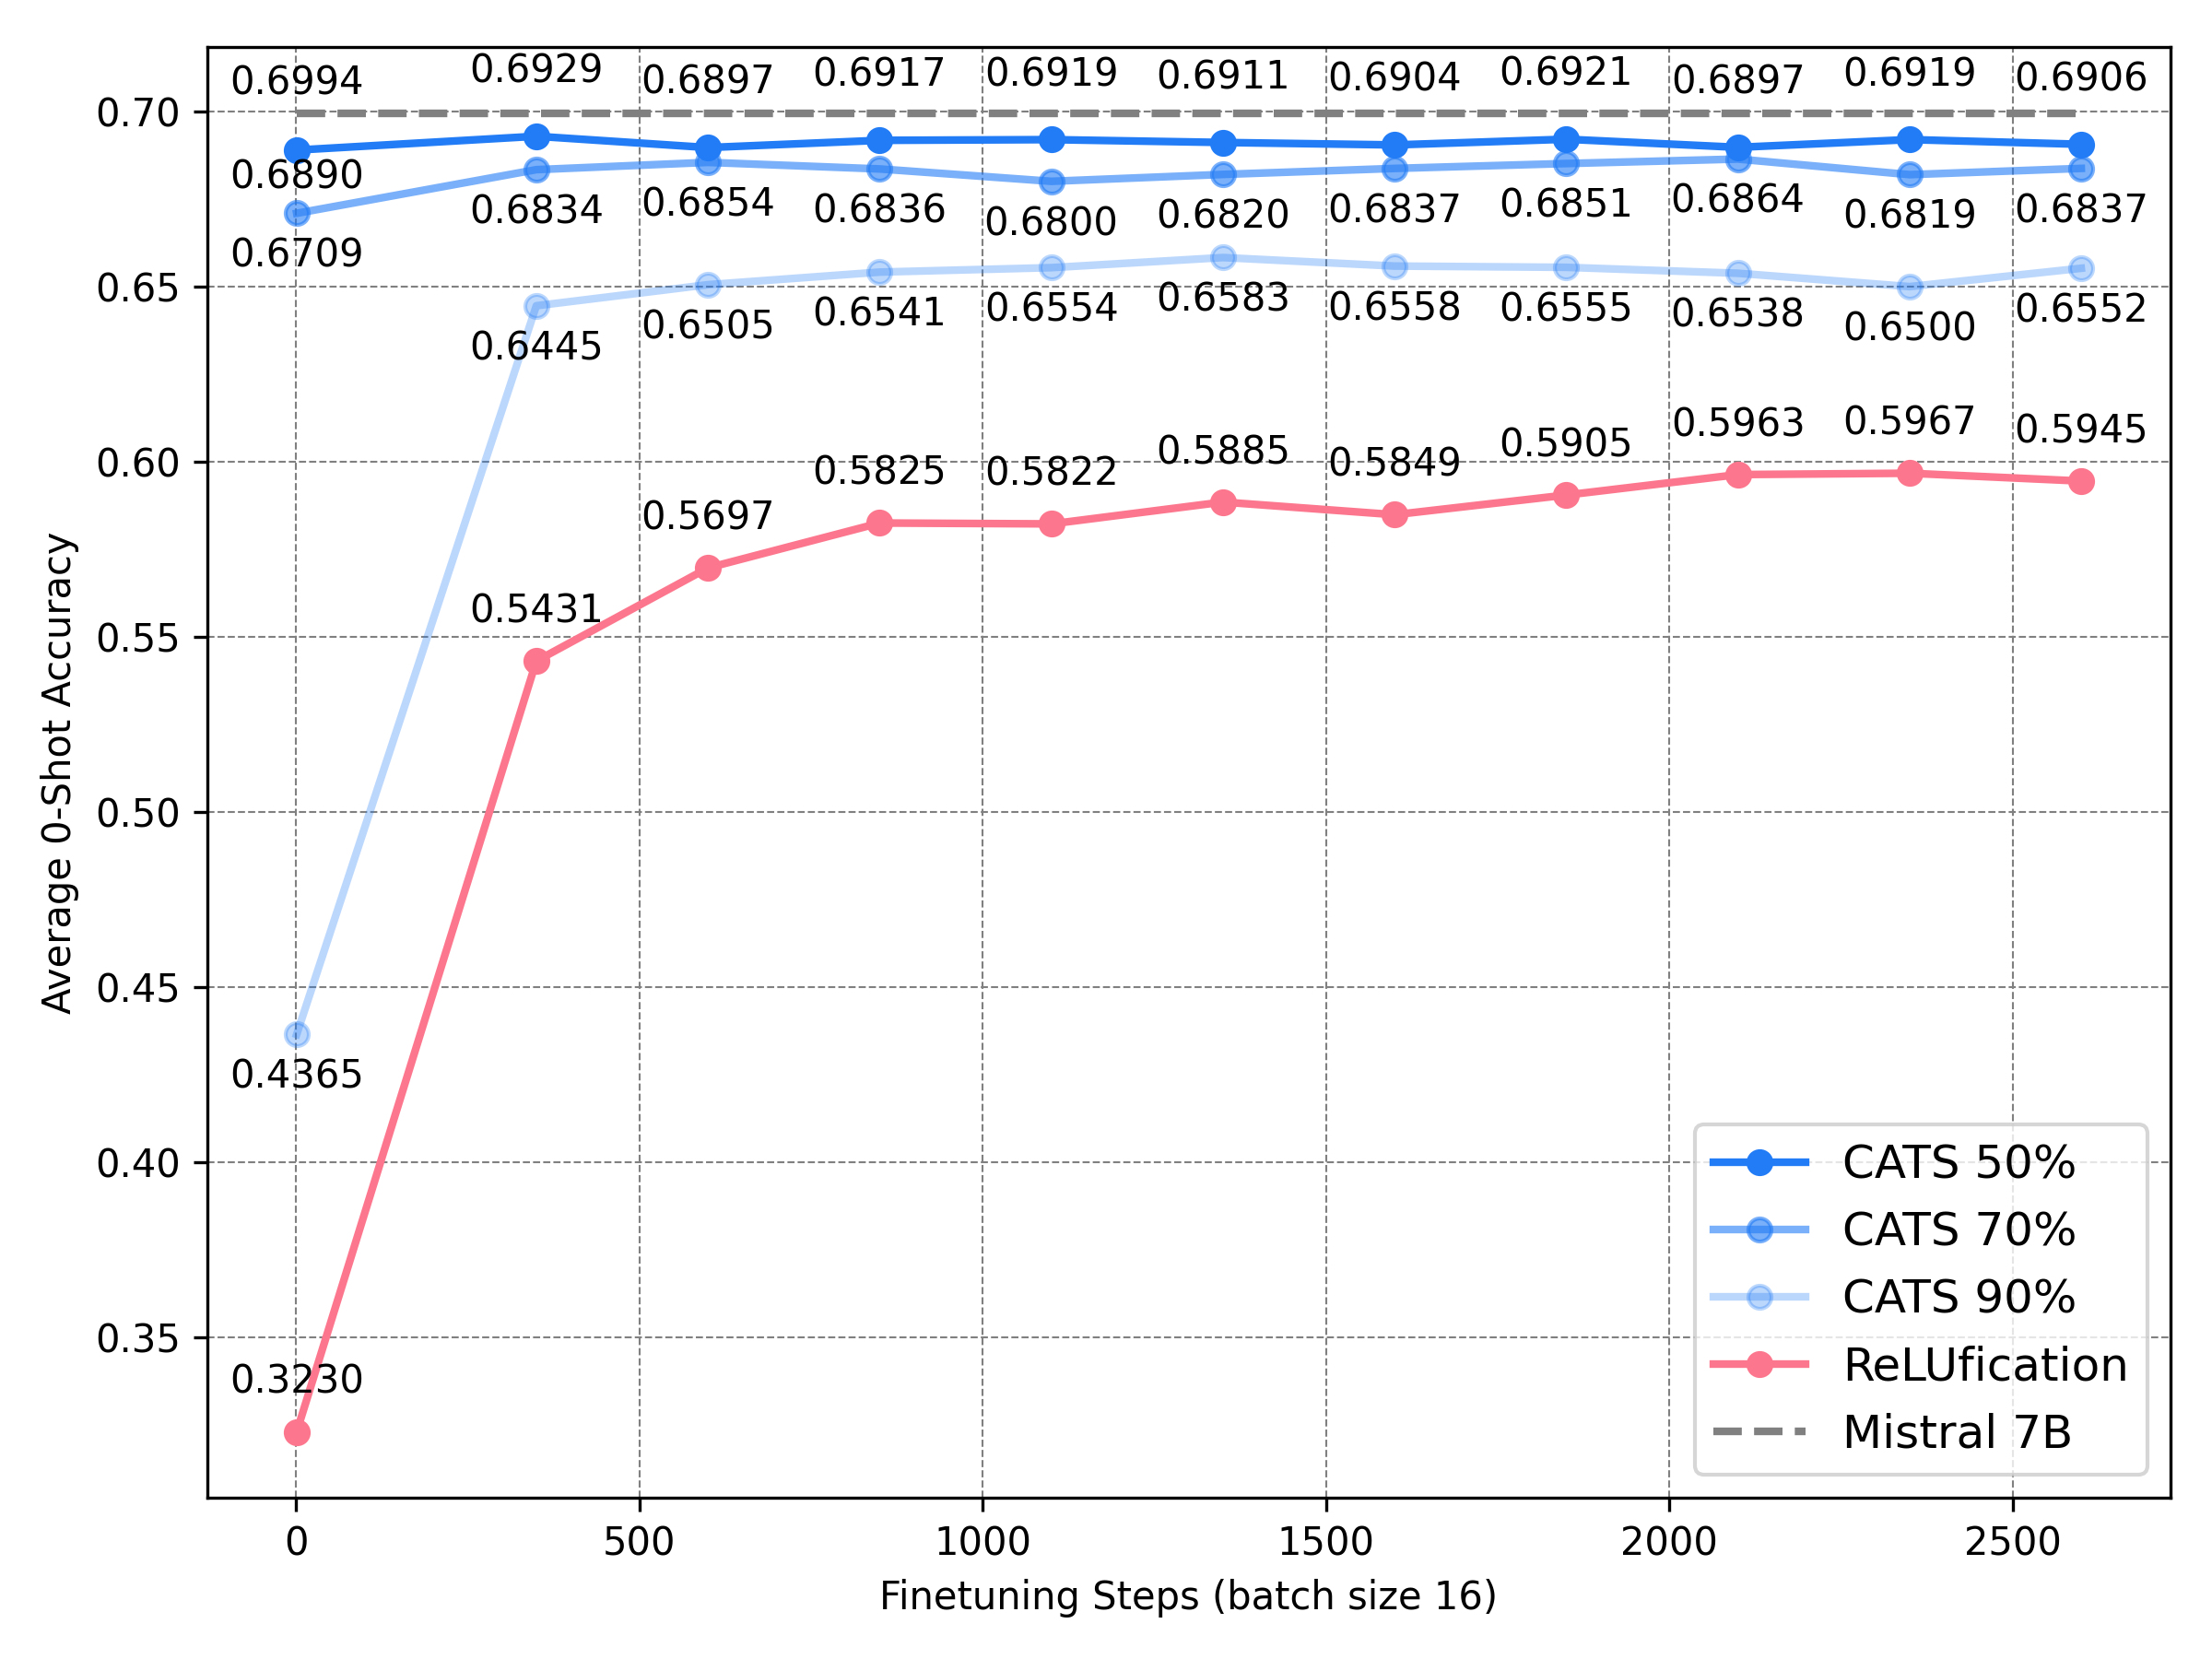 0.6994 0.6929 0.6897 0.6917 0.6919 0.6911 0.6904 0.6921 0.6897 0.6919 0.6906
0.70
0.6890
0.6709 0.6834 0.6854 0.6836 0.6800 0.6820 0.6837 0.6851 0.6864 0.6819 0.6837
0.65
0.6445 0.6505 0.6541 0.6554 0.6583 0.6558 0.6555 0.6538 0.6500 0.6552
0.60
0.5431 0.5697 0.5825 0.5822 0.5885 0.5849 0.5905 0.5963 0.5967 0.5945
0.55
0.50
0.45
0.4365
0.40
0.35
0.3230
Average 0-Shot Accuracy
CATS 50%
CATS 70%
CATS 90%
ReLUfication
Mistral 7B
0 500 1000 1500 2000 2500
Finetuning Steps (batch size 16)